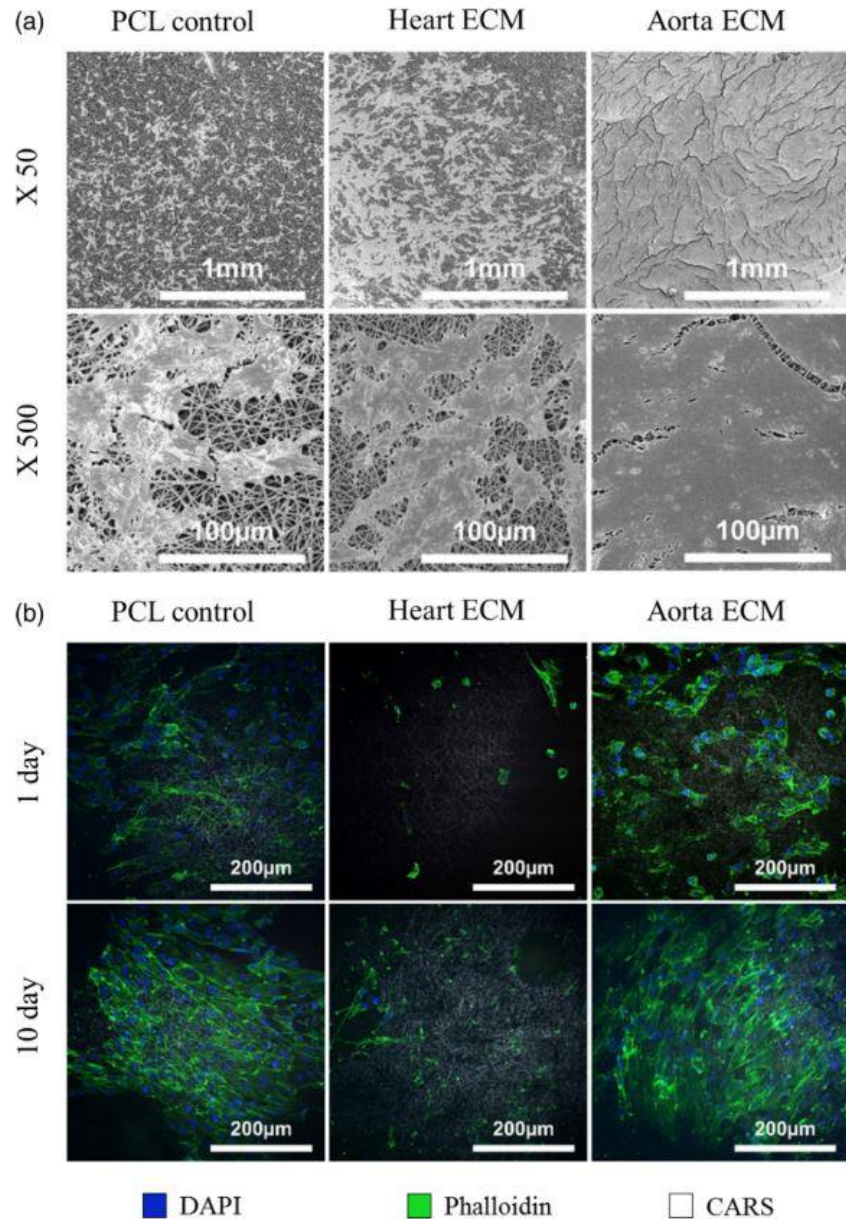 (a) PCL control Heart ECM Aorta ECM
X 50
1mm 1mm 1mm
X 500
100µm 100µm 100µm
(b) PCL control Heart ECM Aorta ECM
1 day
200µm 200µm 200µm
10 day
200µm 200µm 200µm
DAPI Phalloidin CARS